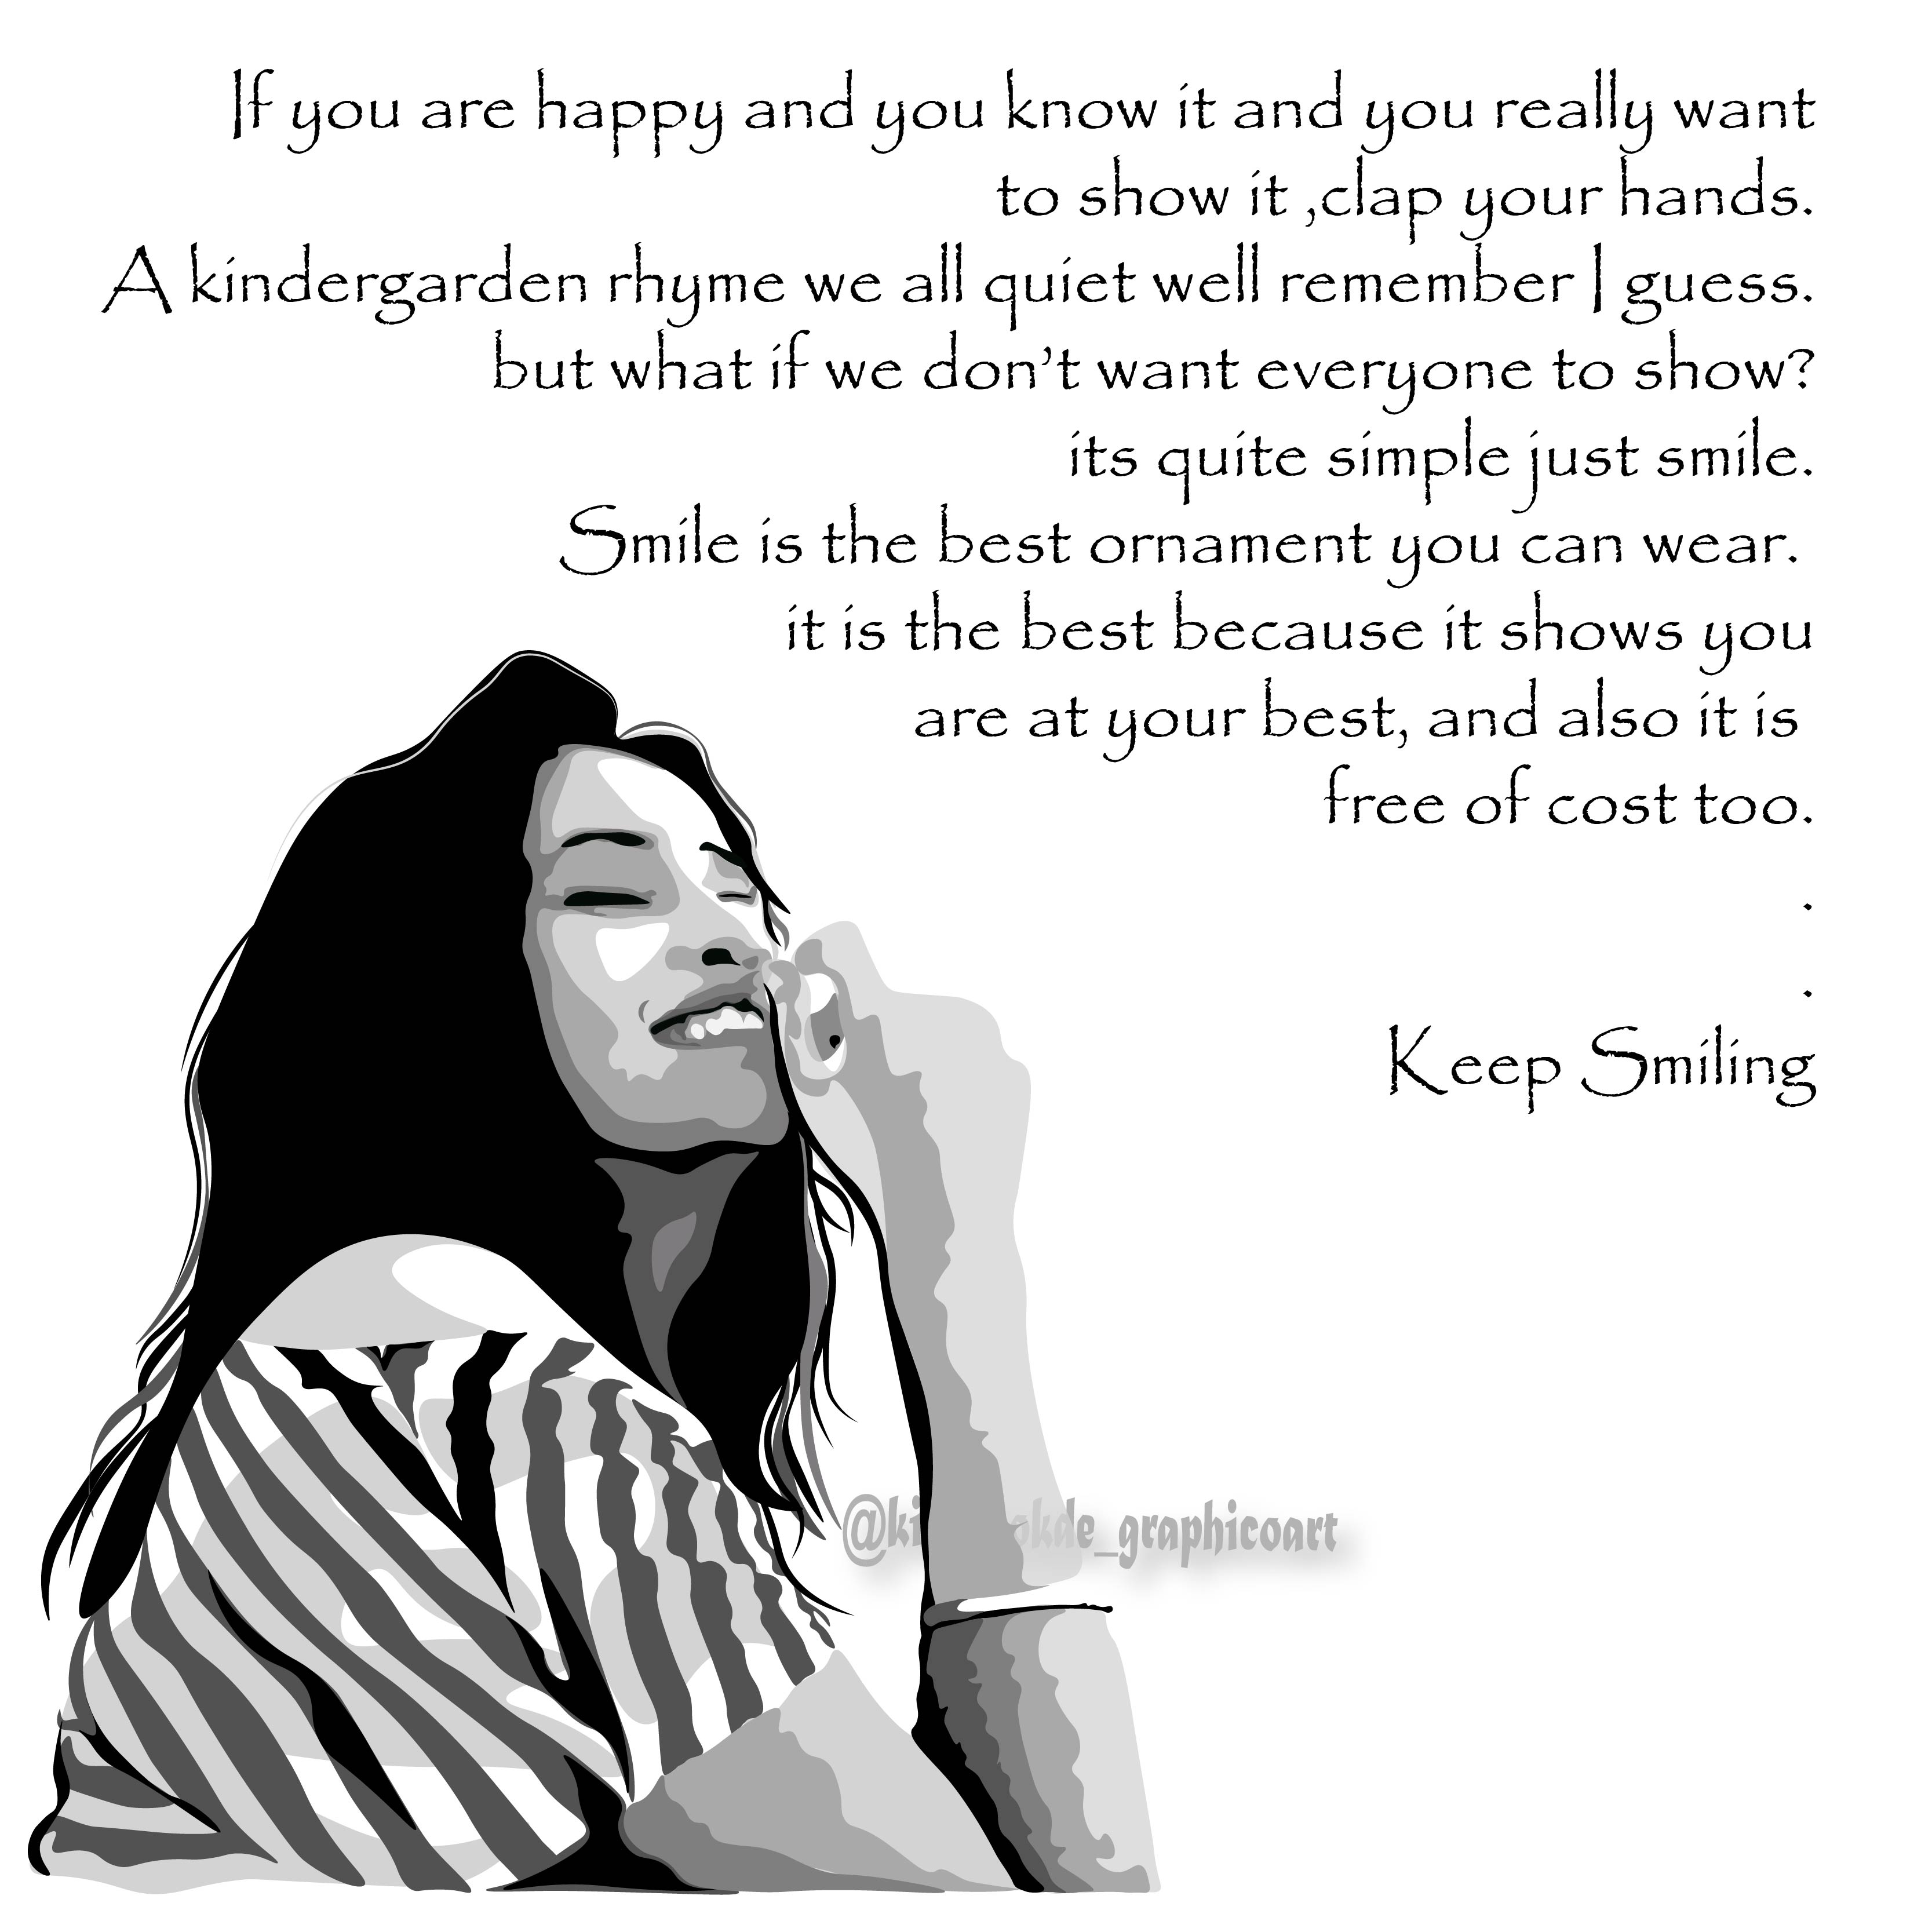 If you are happy and you know it and you really want
to show it ,clap your hands.
A kindergarden rhyme we all quiet well remember I guess.
but what if we don't want everyone to show?
its quite simple just smile.
Smile is the best ornament you can wear.
it is the best because it shows you
are at your best, and also it is
free of cost too.
.
.
Keep Smiling